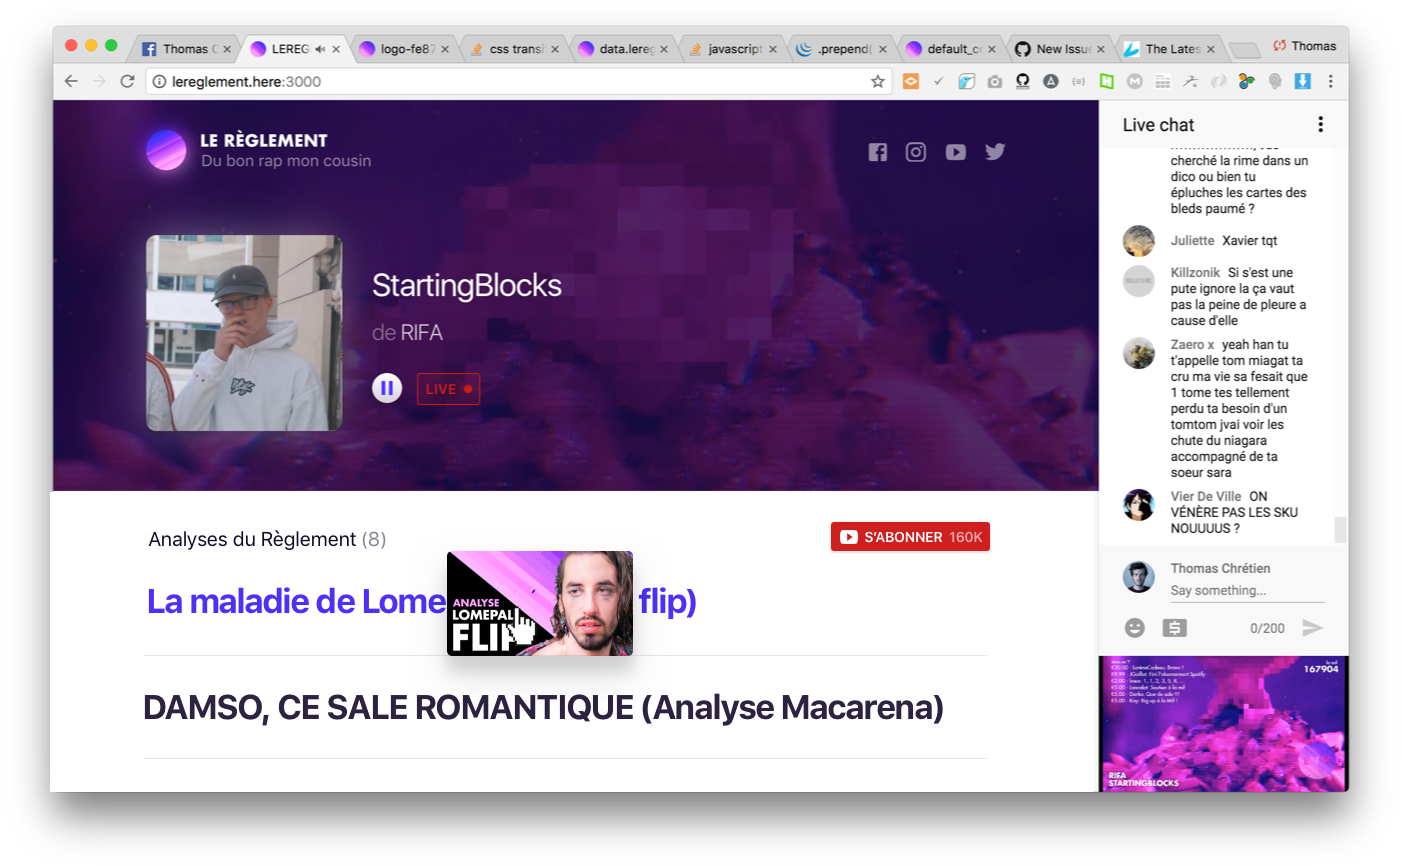 Thomas C
LEREG
logo-fe87
css transi
data.lereg
javascript
.prepend(
default_co
New Issue
The Lates
Thomas
lereglement.here:3000
LE RÈGLEMENT
Du bon rap mon cousin
StartingBlocks
de RIFA
LIVE
Analyses du Règlement (8)
S'ABONNER 160K
La maladie de Lome
flip)
ANALYSE
LOMEPAL
FLIP
DAMSO, CE SALE ROMANTIQUE (Analyse Macarena)
Live chat
cherché la rime dans un
dico ou bien tu
épluches les cartes des
bleds paumé ?
Juliette Xavier tqt
Killzonik Si s'est une
pute ignore la ça vaut
pas la peine de pleure a
cause d'elle
Zaero x yeah han tu
t'appelle tom miagat ta
cru ma vie sa fesait que
1 tome tes tellement
perdu ta besoin d'un
tomtom jvai voir les
chute du niagara
accompagné de ta
soeur sara
Vier De Ville ON
VÉNÈRE PAS LES SKU
NOUUUUS ?
Thomas Chrétien
Say something...
0/200
167904
RIFA
STARTINGBLOCKS